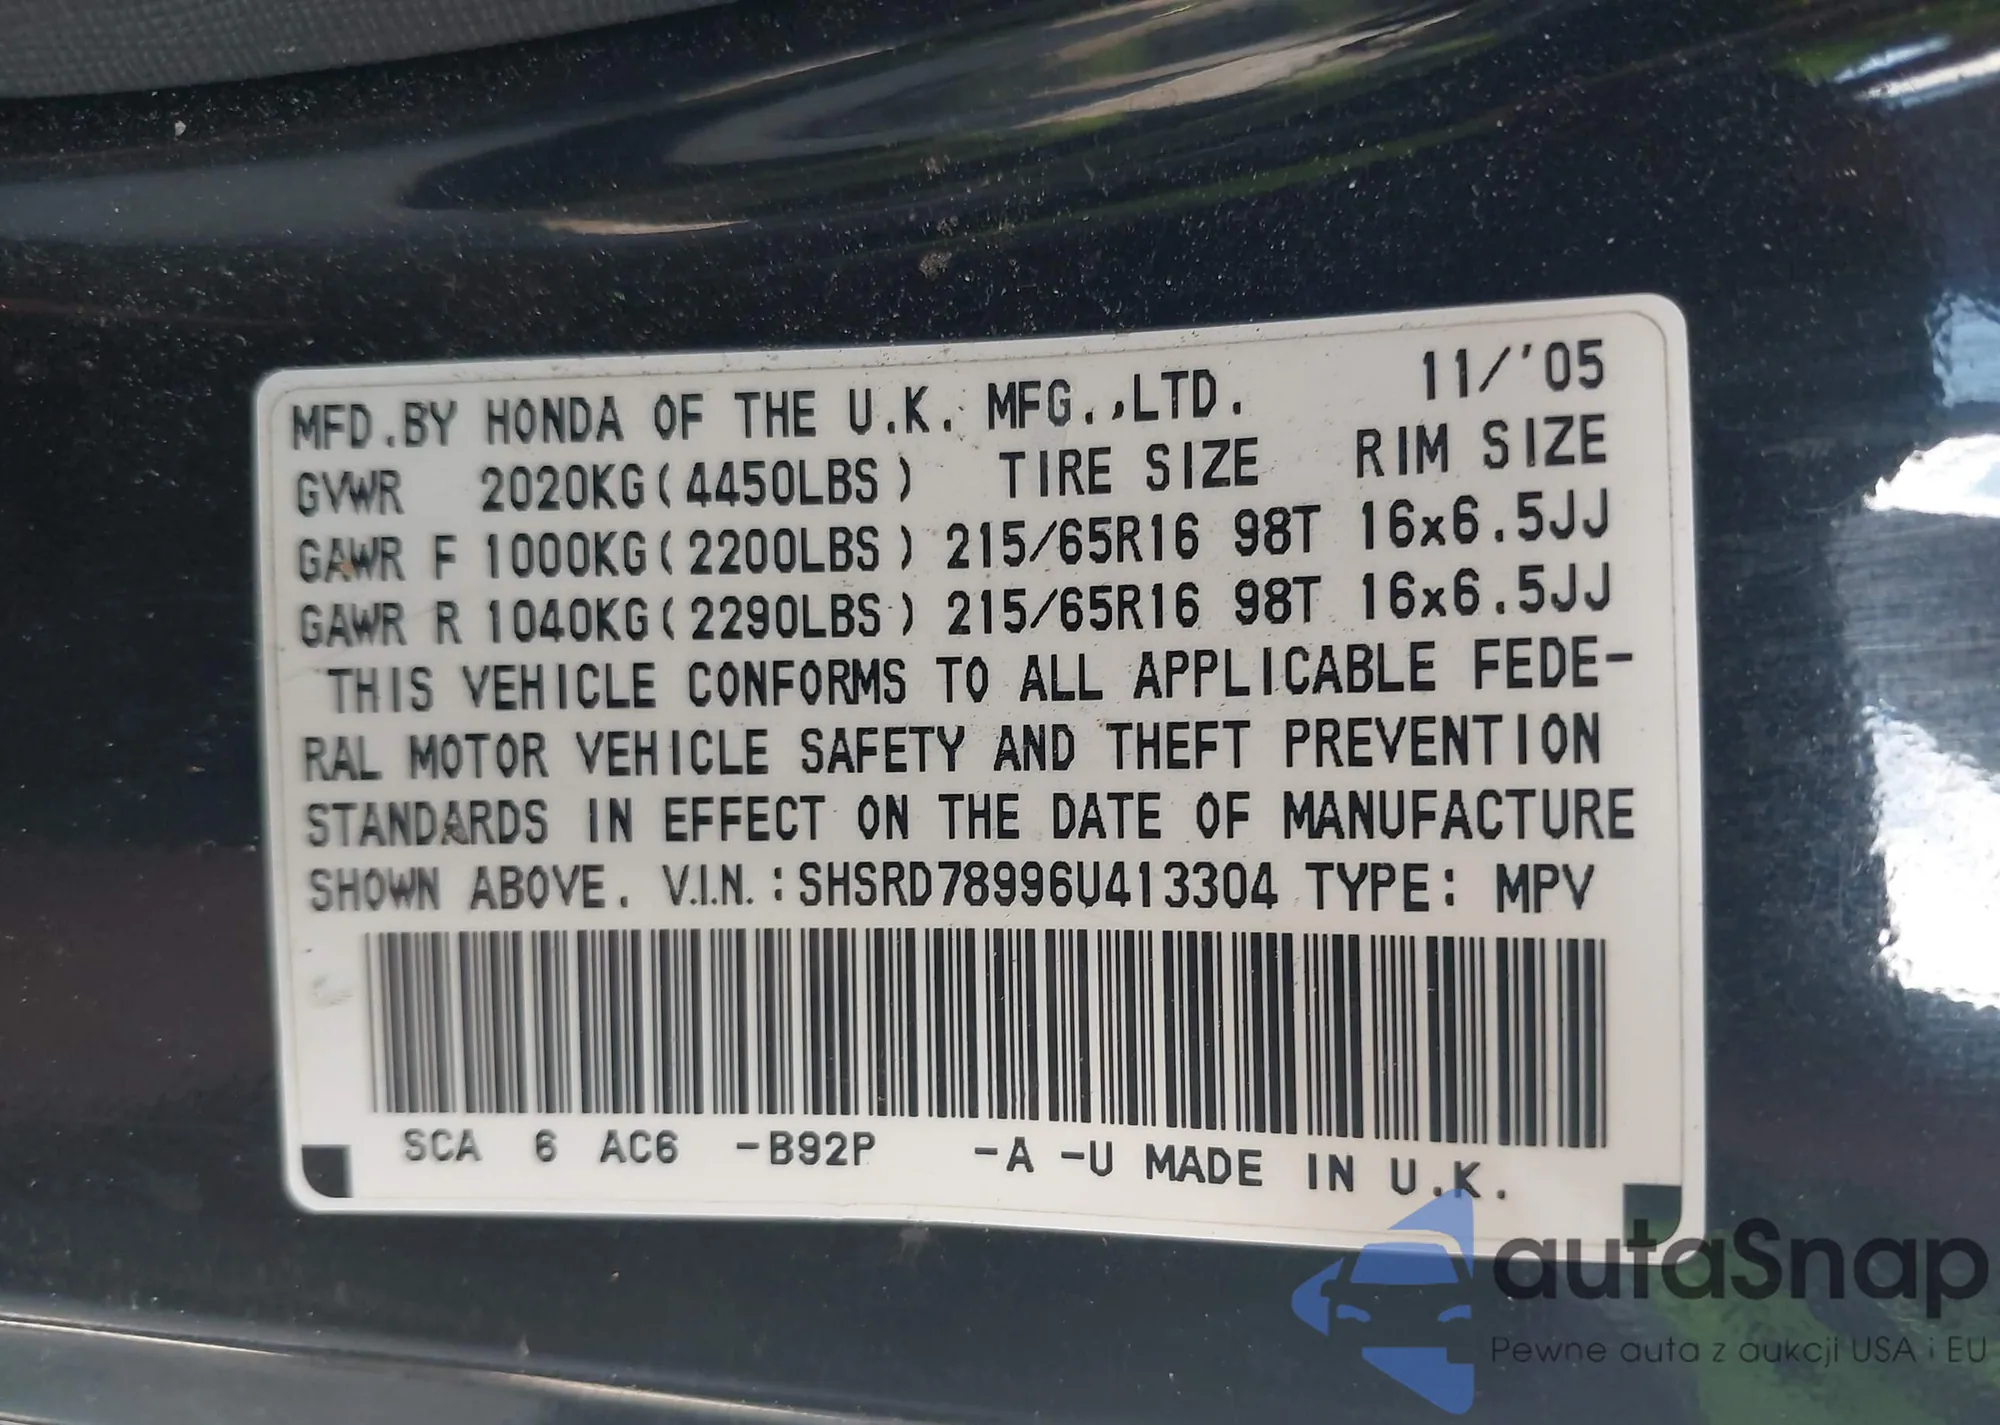 MFD.BY HONDA OF THE U.K. MFG.,LTD. 11/'05
GVWR 2020KG(4450LBS) TIRE SIZE RIM SIZE
GAWR F 1000KG(2200LBS) 215/65R16 98T 16x6.5JJ
GAWR R 1040KG(2290LBS) 215/65R16 98T 16x6.5JJ
THIS VEHICLE CONFORMS TO ALL APPLICABLE FEDE-
RAL MOTOR VEHICLE SAFETY AND THEFT PREVENTION
STANDARDS IN EFFECT ON THE DATE OF MANUFACTURE
SHOWN ABOVE. V.I.N.:SHSRD78996U413304 TYPE: MPV
SCA 6 AC6 -B92P -A -U MADE IN U.K.
autaSnap
Pewne auta z aukcji USA i EU